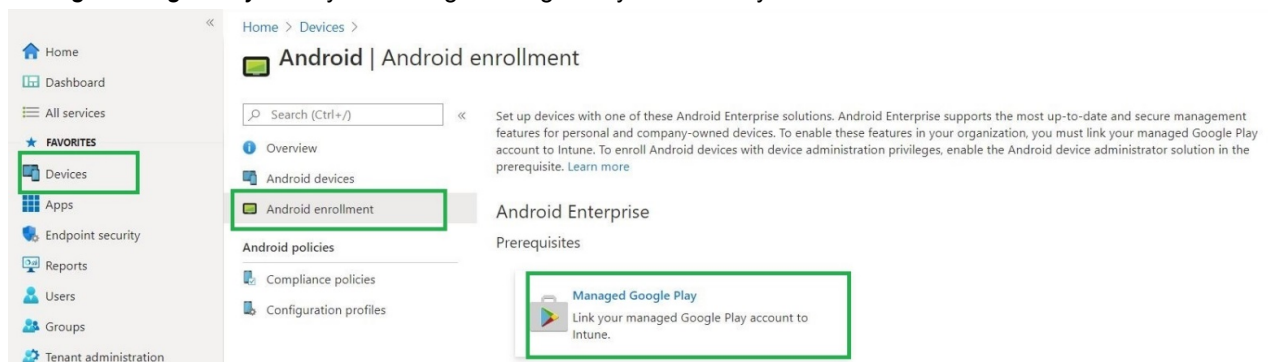 «
Home
Dashboard
All services
FAVORITES
Devices
Apps
Endpoint security
Reports
Users
Groups
Tenant administration
Home > Devices >
Android | Android enrollment
Search (Ctrl+/)
«
Overview
Android devices
Android enrollment
Android policies
Compliance policies
Configuration profiles
Set up devices with one of these Android Enterprise solutions. Android Enterprise supports the most up-to-date and secure management
features for personal and company-owned devices. To enable these features in your organization, you must link your managed Google Play
account to Intune. To enroll Android devices with device administration privileges, enable the Android device administrator solution in the
prerequisite. Learn more
Android Enterprise
Prerequisites
Managed Google Play
Link your managed Google Play account to
Intune.